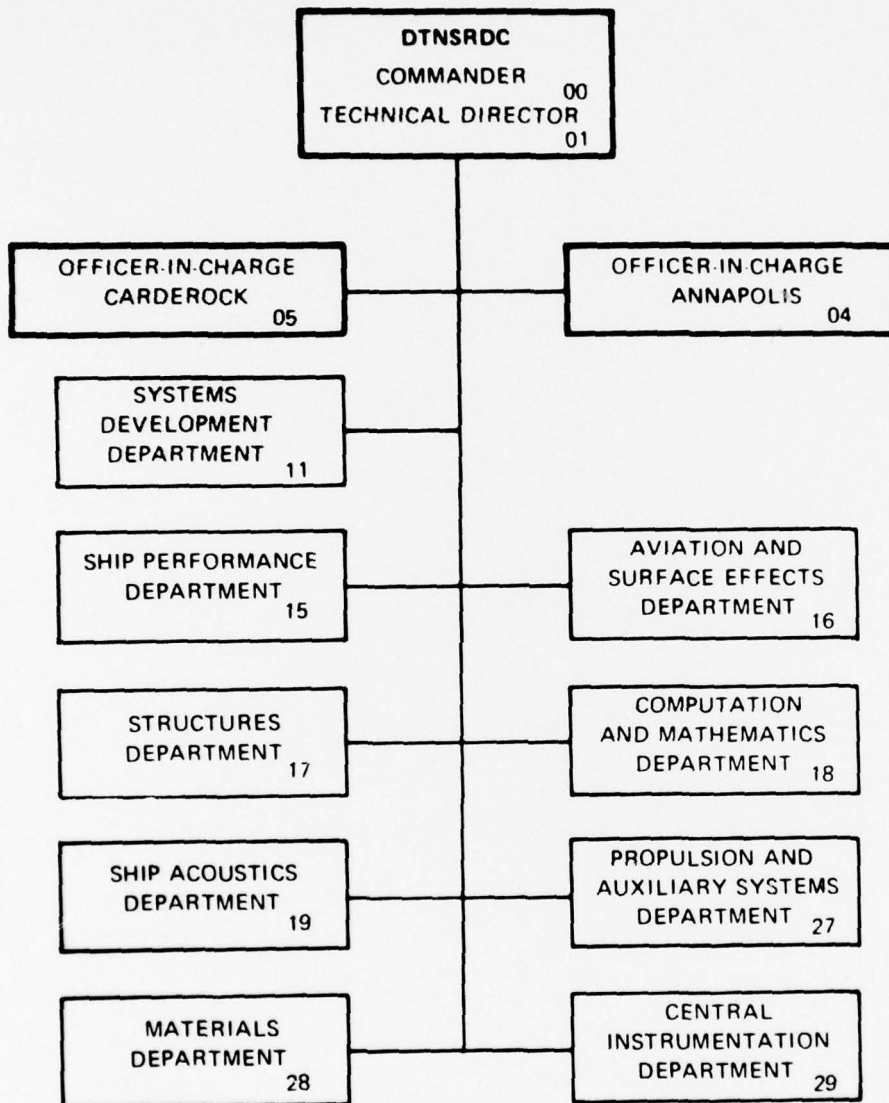 DTNSRDC
COMMANDER
00
TECHNICAL DIRECTOR
01
OFFICER-IN-CHARGE
CARDEROCK
05
OFFICER-IN-CHARGE
ANNAPOLIS
04
SYSTEMS
DEVELOPMENT
DEPARTMENT
11
SHIP PERFORMANCE
DEPARTMENT
15
AVIATION AND
SURFACE EFFECTS
DEPARTMENT
16
STRUCTURES
DEPARTMENT
17
COMPUTATION
AND MATHEMATICS
DEPARTMENT
18
SHIP ACOUSTICS
DEPARTMENT
19
PROPULSION AND
AUXILIARY SYSTEMS
DEPARTMENT
27
MATERIALS
DEPARTMENT
28
CENTRAL
INSTRUMENTATION
DEPARTMENT
29